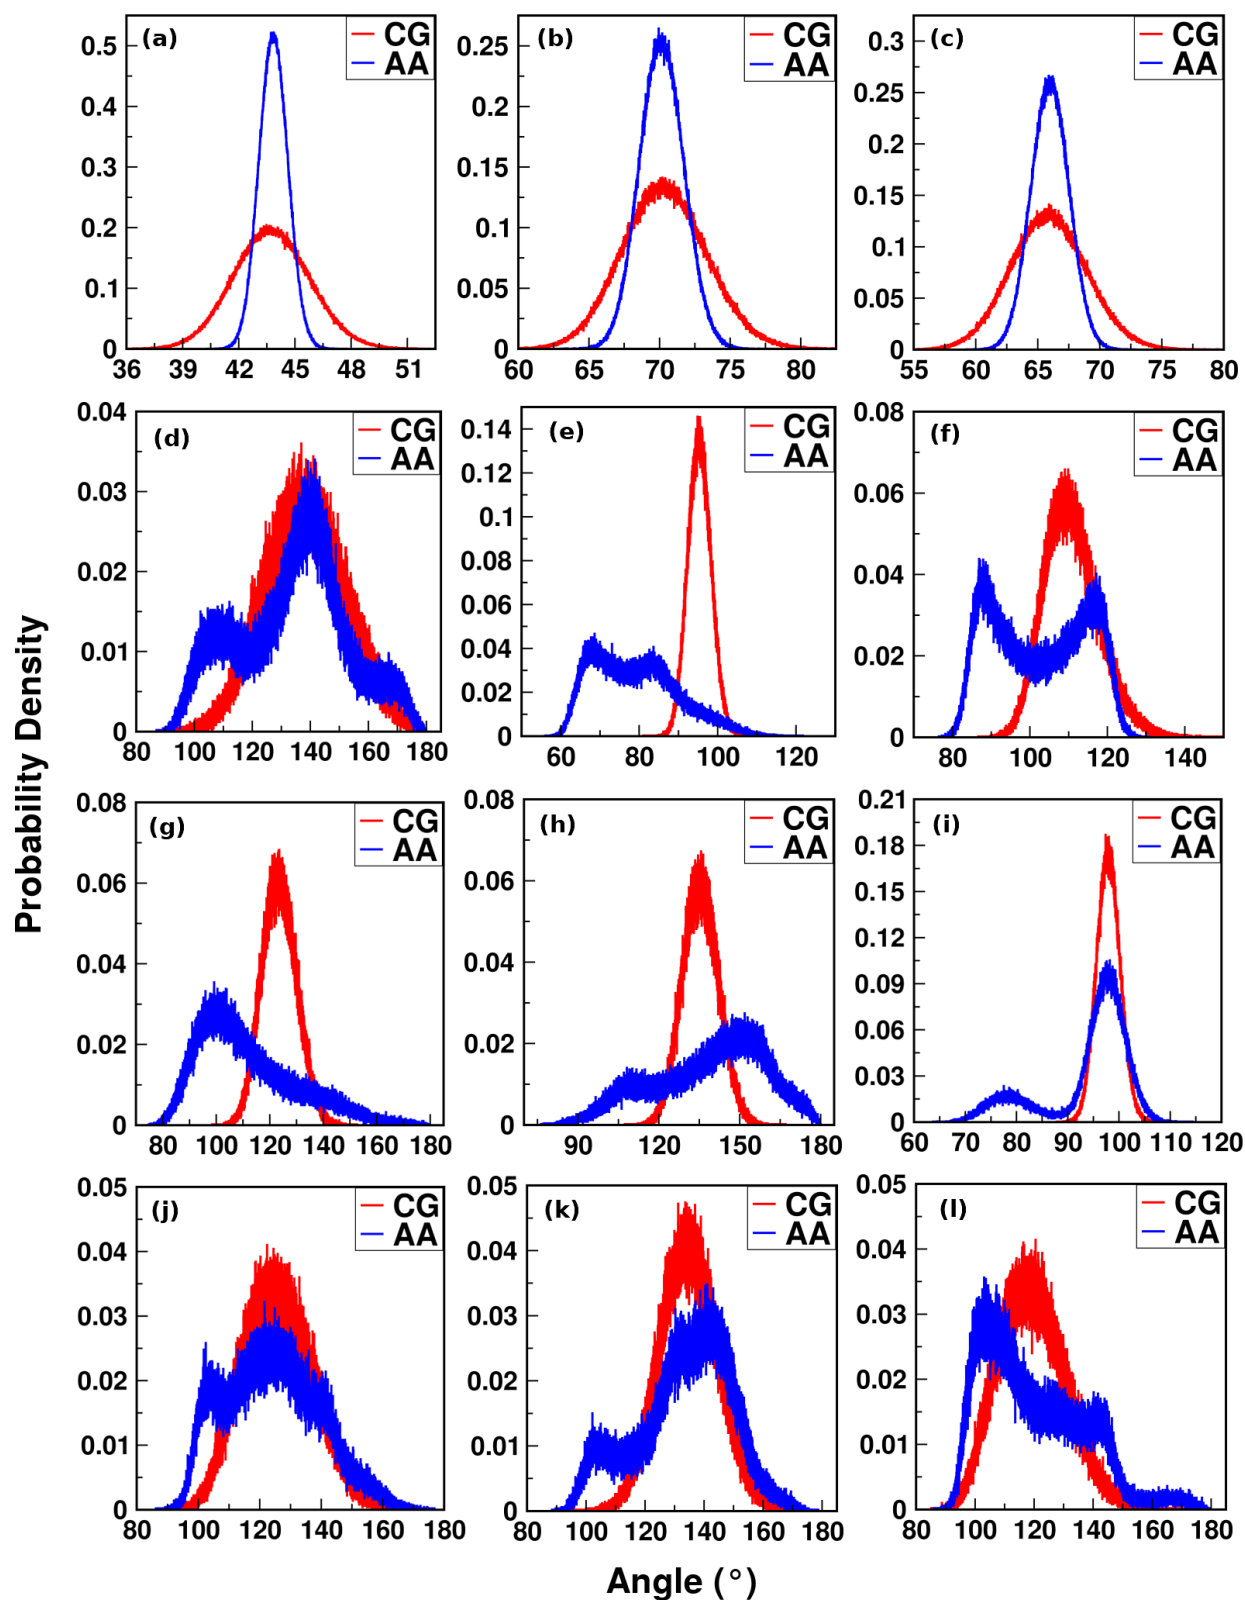 Probability Density
(a)
CG
AA
0.5
0.4
0.3
0.2
0.1
0
36 39 42 45 48 51
(b)
CG
AA
0.25
0.2
0.15
0.1
0.05
0
60 65 70 75 80
(c)
CG
AA
0.3
0.25
0.2
0.15
0.1
0.05
0
55 60 65 70 75 80
(d)
CG
AA
0.04
0.03
0.02
0.01
0
80 100 120 140 160 180
(e)
CG
AA
0.14
0.12
0.1
0.08
0.06
0.04
0.02
0
60 80 100 120
(f)
CG
AA
0.08
0.06
0.04
0.02
0
80 100 120 140
(g)
CG
AA
0.08
0.06
0.04
0.02
0
80 100 120 140 160 180
(h)
CG
AA
0.08
0.06
0.04
0.02
0
90 120 150 180
(i)
CG
AA
0.21
0.18
0.15
0.12
0.09
0.06
0.03
0
60 70 80 90 100 110 120
(j)
CG
AA
0.05
0.04
0.03
0.02
0.01
0
80 100 120 140 160 180
(k)
CG
AA
0.05
0.04
0.03
0.02
0.01
0
80 100 120 140 160 180
(l)
CG
AA
0.05
0.04
0.03
0.02
0.01
0
80 100 120 140 160 180
Angle (°)